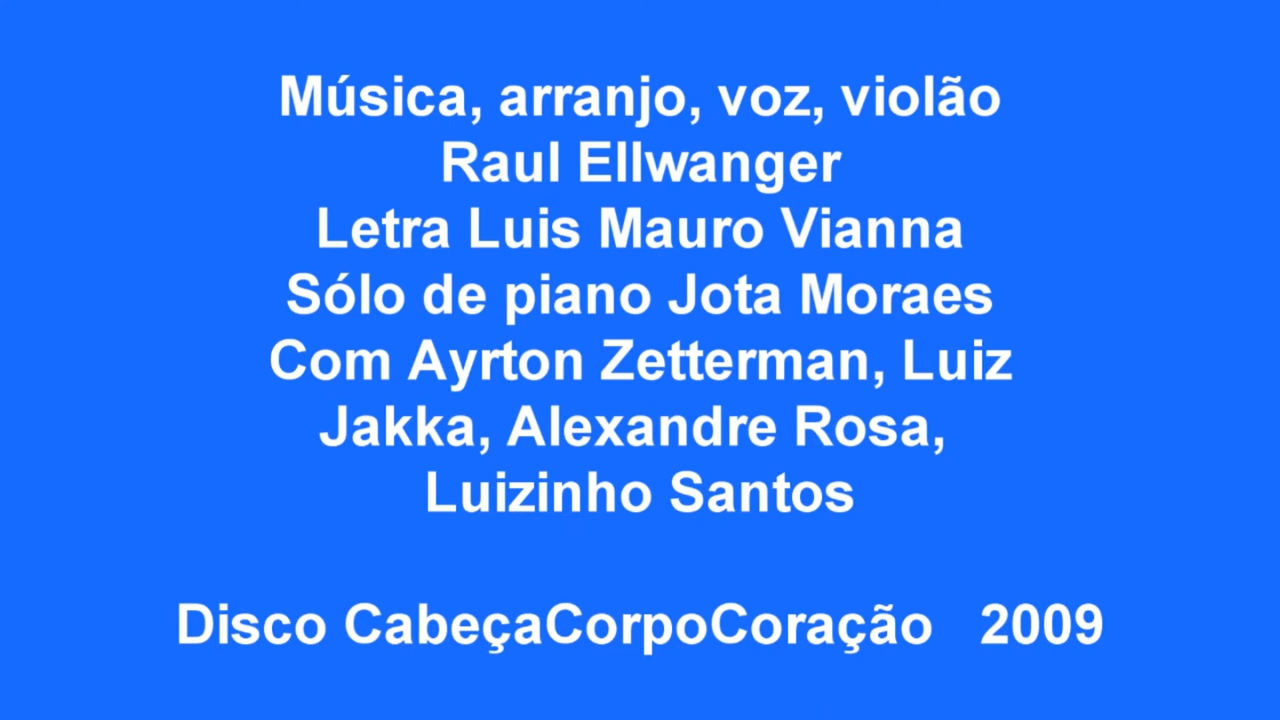 Música, arranjo, voz, violão
Raul Ellwanger
Letra Luis Mauro Vianna
Sólo de piano Jota Moraes
Com Ayrton Zetterman, Luiz
Jakka, Alexandre Rosa,
Luizinho Santos
Disco CabeçaCorpoCoração 2009